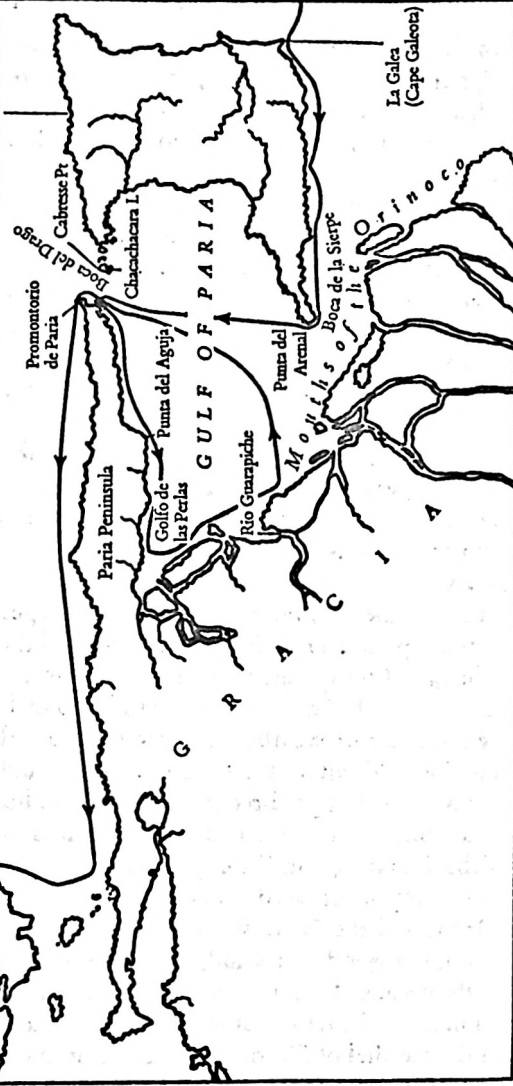 Promontorio
de Paria
Boca del Drago
Cabresse Pt
Chacachacara I.
Paria Peninsula
Punta del Aguja
Golfo de
las Perlas
GULF OF PARIA
Rio Guarapiche
Punta del
Arenal
Boca de la Sierpe
La Galea
(Cape Galeota)
Mouths of the Orinoco
GRACIA